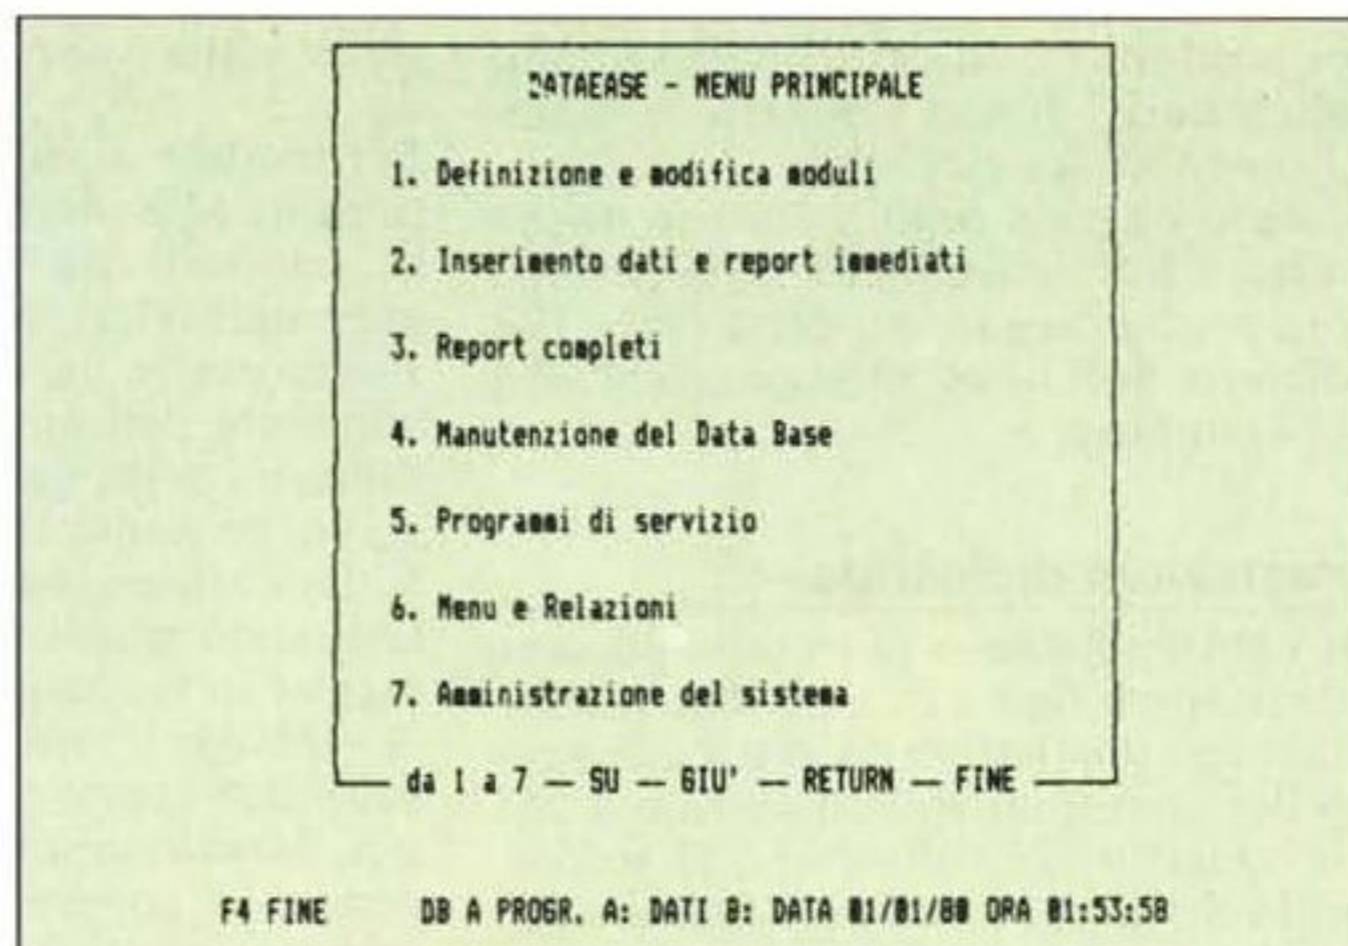 DATAEASE - MENU PRINCIPALE
1. Definizione e modifica moduli
2. Inserimento dati e report immediati
3. Report completi
4. Manutenzione del Data Base
5. Programmi di servizio
6. Menu e Relazioni
7. Amministrazione del sistema
da 1 a 7 — SU — GIU' — RETURN — FINE
F4 FINE DB A PROGR. A: DATI B: DATA 01/01/80 ORA 01:53:58